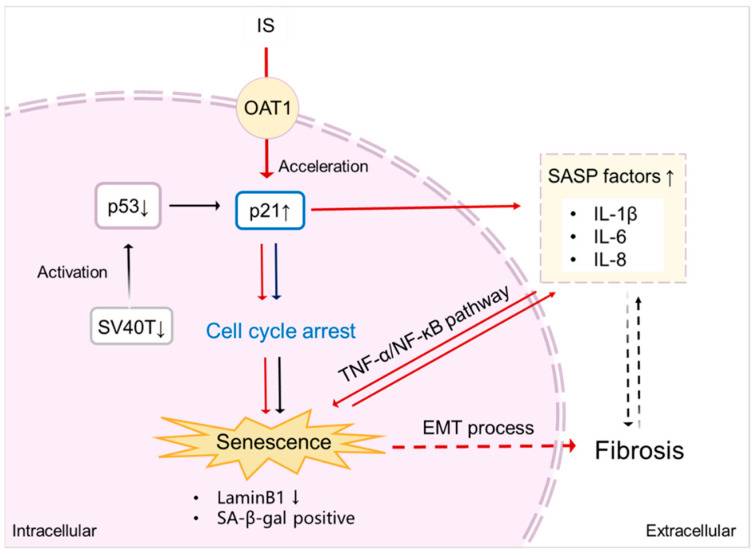 IS
OAT1
Acceleration
SASP factors ↑
p53↓
p21↑
• IL-1β
• IL-6
• IL-8
Activation
SV40T↓
Cell cycle arrest
TNF-α/NF-κB pathway
EMT process
Senescence
Fibrosis
• LaminB1 ↓
• SA-β-gal positive
Intracellular
Extracellular